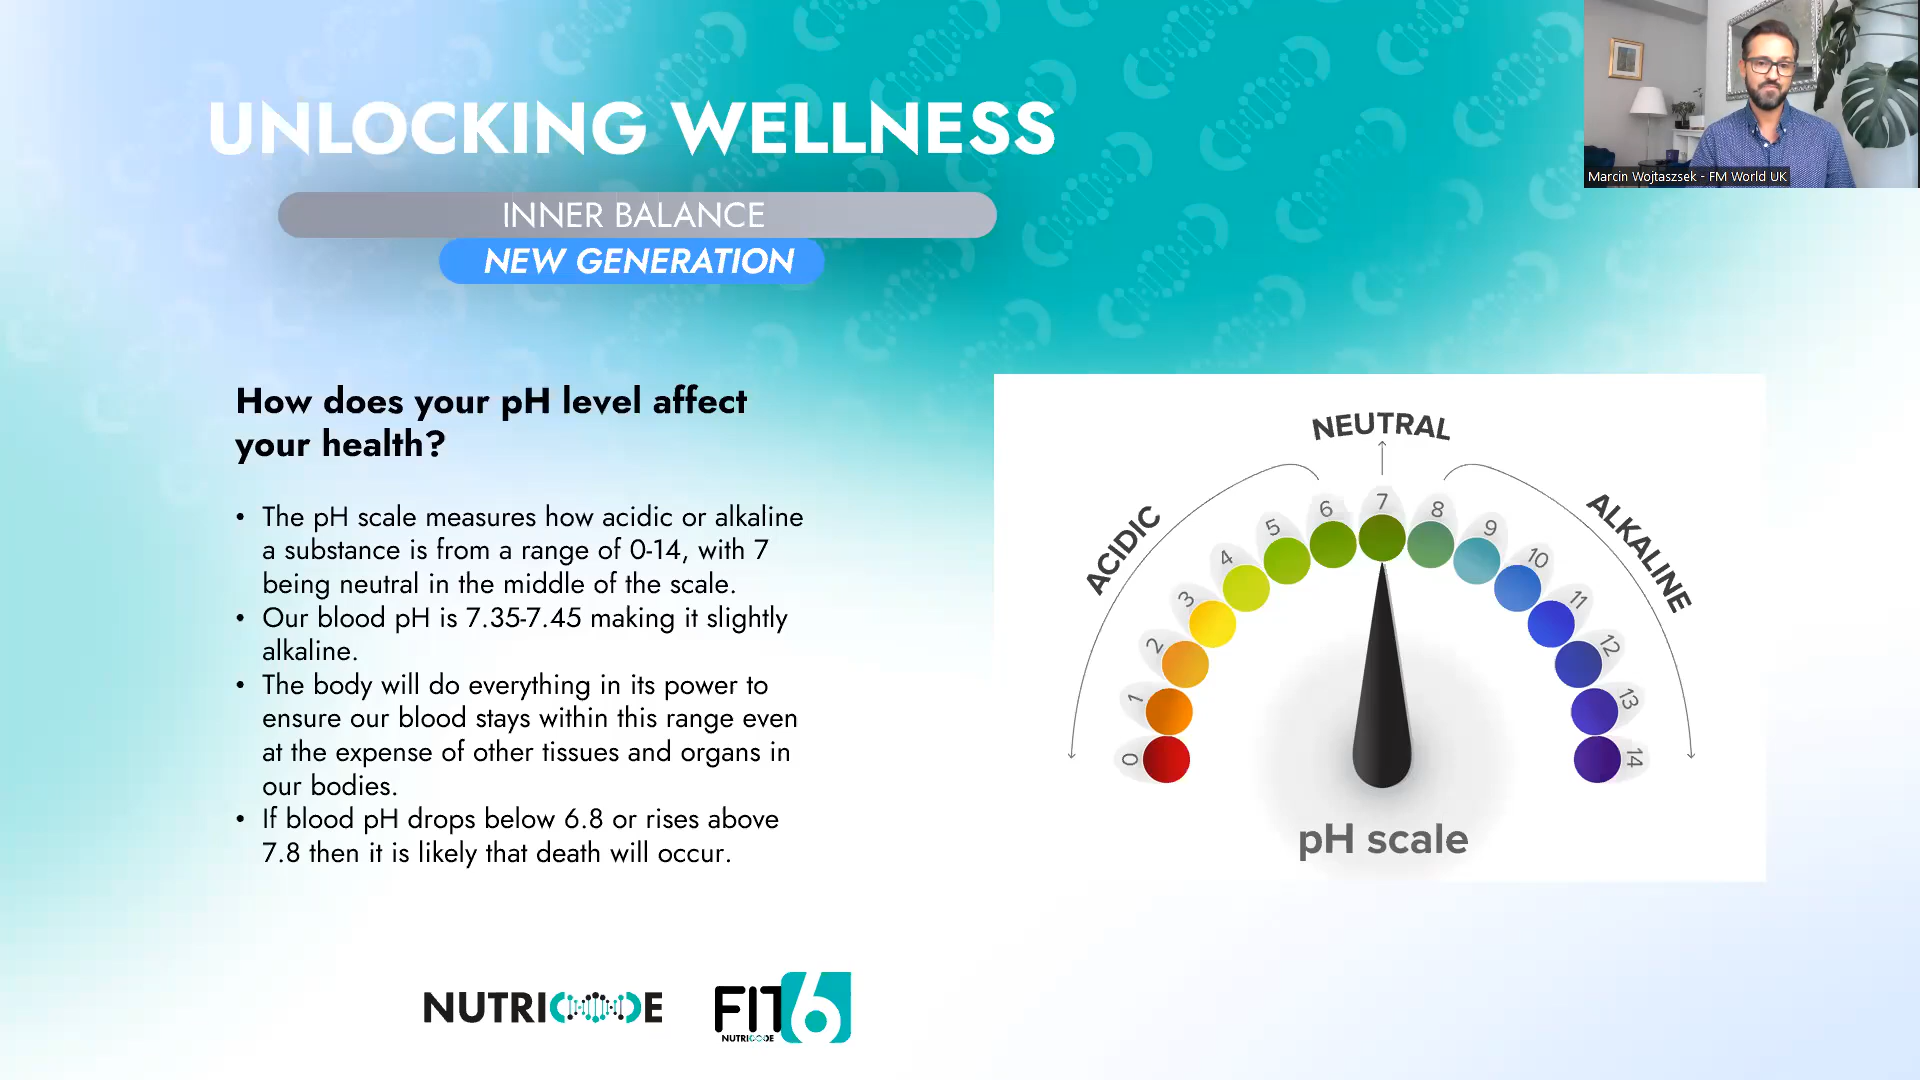 UNLOCKING WELLNESS
INNER BALANCE
NEW GENERATION
Marcin Wojtaszsek - FM World UK
How does your pH level affect
your health?
• The pH scale measures how acidic or alkaline
a substance is from a range of 0-14, with 7
being neutral in the middle of the scale.
• Our blood pH is 7.35-7.45 making it slightly
alkaline.
• The body will do everything in its power to
ensure our blood stays within this range even
at the expense of other tissues and organs in
our bodies.
• If blood pH drops below 6.8 or rises above
7.8 then it is likely that death will occur.
NEUTRAL
ACIDIC
ALKALINE
0
1
2
3
4
5
6
7
8
9
10
11
12
13
14
pH scale
NUTRICODE
FIT6
NUTRICODE